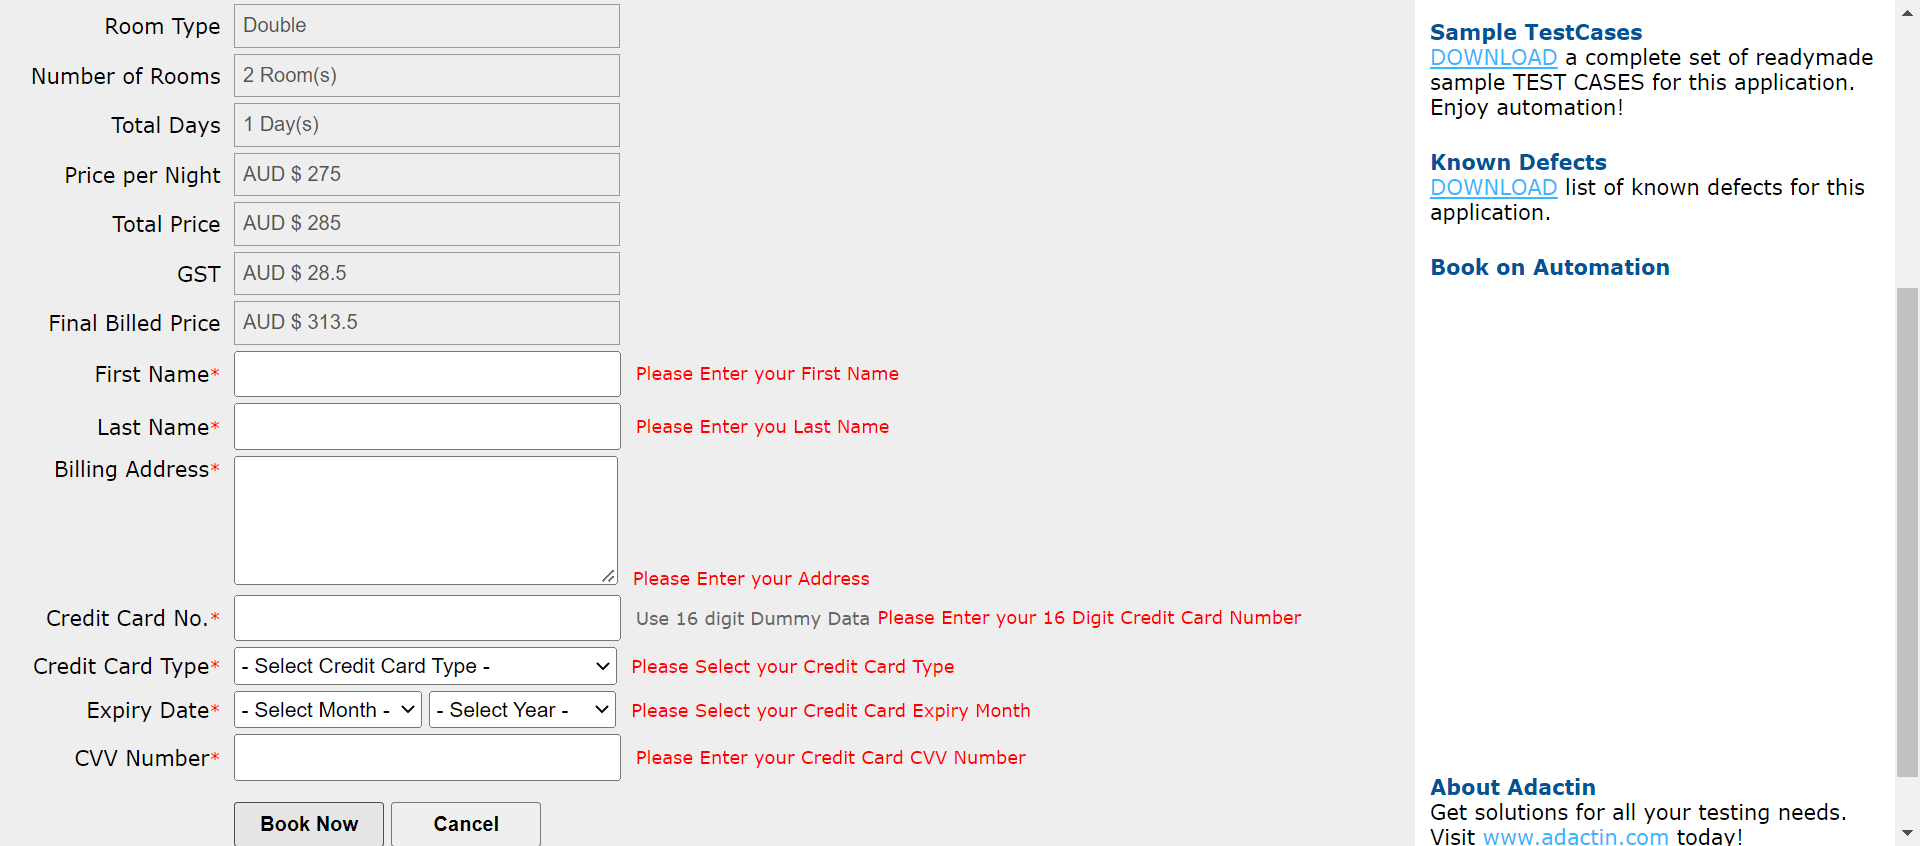 Room Type Double
Number of Rooms 2 Room(s)
Total Days 1 Day(s)
Price per Night AUD $ 275
Total Price AUD $ 285
GST AUD $ 28.5
Final Billed Price AUD $ 313.5
First Name* Please Enter your First Name
Last Name* Please Enter you Last Name
Billing Address*
Please Enter your Address
Credit Card No.* Use 16 digit Dummy Data Please Enter your 16 Digit Credit Card Number
Credit Card Type* - Select Credit Card Type - Please Select your Credit Card Type
Expiry Date* - Select Month - - Select Year - Please Select your Credit Card Expiry Month
CVV Number* Please Enter your Credit Card CVV Number
Book Now Cancel
Sample TestCases
DOWNLOAD a complete set of readymade
sample TEST CASES for this application.
Enjoy automation!
Known Defects
DOWNLOAD list of known defects for this
application.
Book on Automation
About Adactin
Get solutions for all your testing needs.
Visit www.adactin.com today!